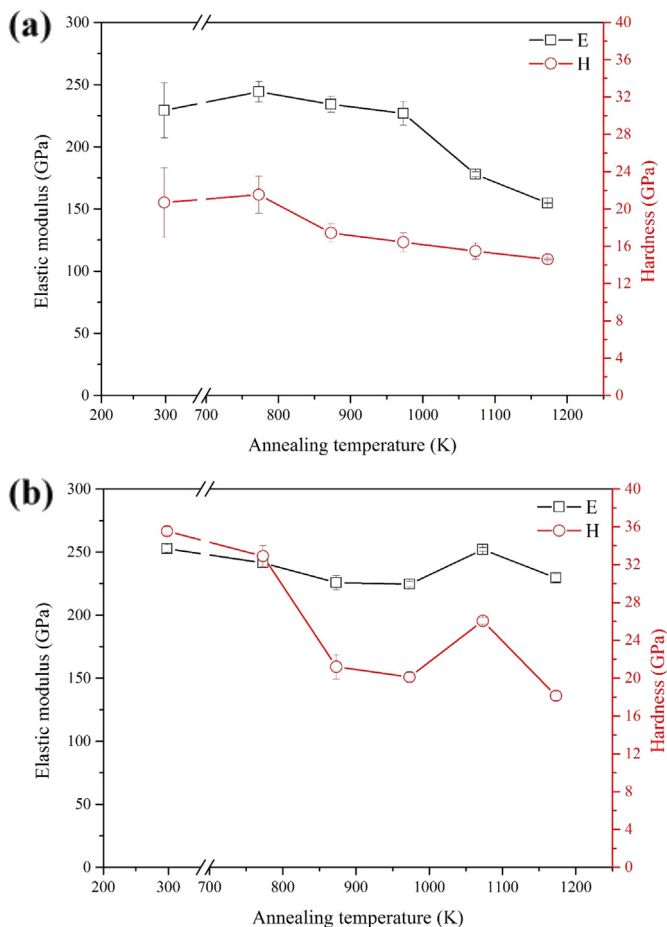 (a)
E
H
300
250
200
150
100
50
0
Elastic modulus (GPa)
40
36
32
28
24
20
16
12
8
4
0
Hardness (GPa)
200 300 700 800 900 1000 1100 1200
Annealing temperature (K)
(b)
E
H
300
250
200
150
100
50
0
Elastic modulus (GPa)
40
36
32
28
24
20
16
12
8
4
0
Hardness (GPa)
200 300 700 800 900 1000 1100 1200
Annealing temperature (K)